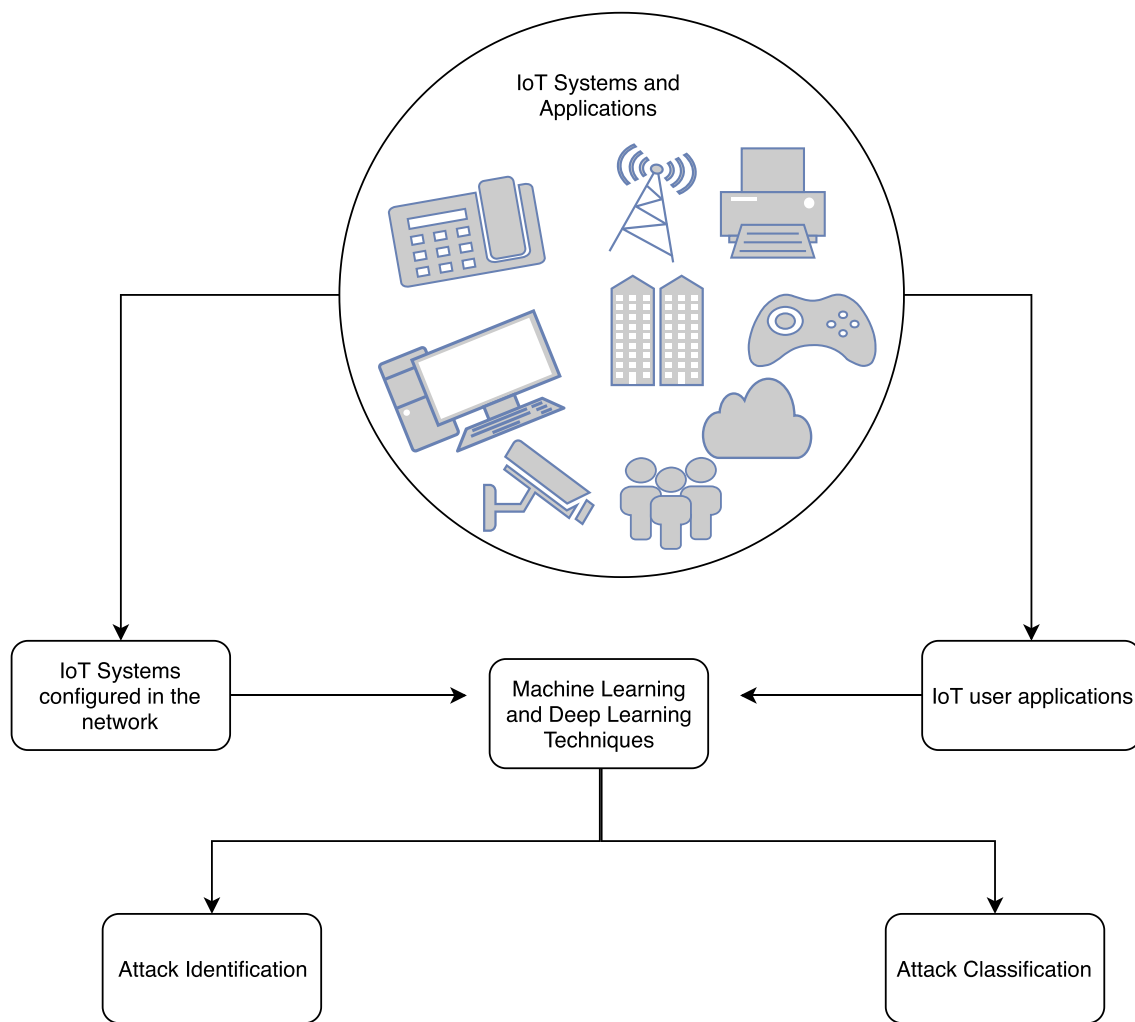 IoT Systems and
Applications
IoT Systems
configured in the
network
Machine Learning
and Deep Learning
Techniques
IoT user applications
Attack Identification
Attack Classification